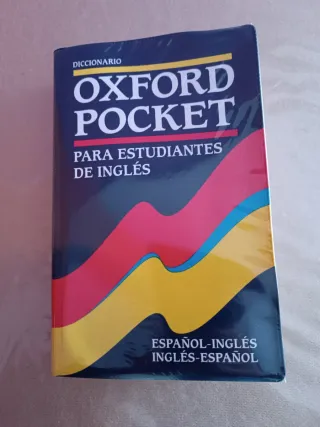 DICCIONARIO
OXFORD
POCKET
PARA ESTUDIANTES
DE INGLÉS
ESPAÑOL-INGLÉS
INGLÉS-ESPAÑOL